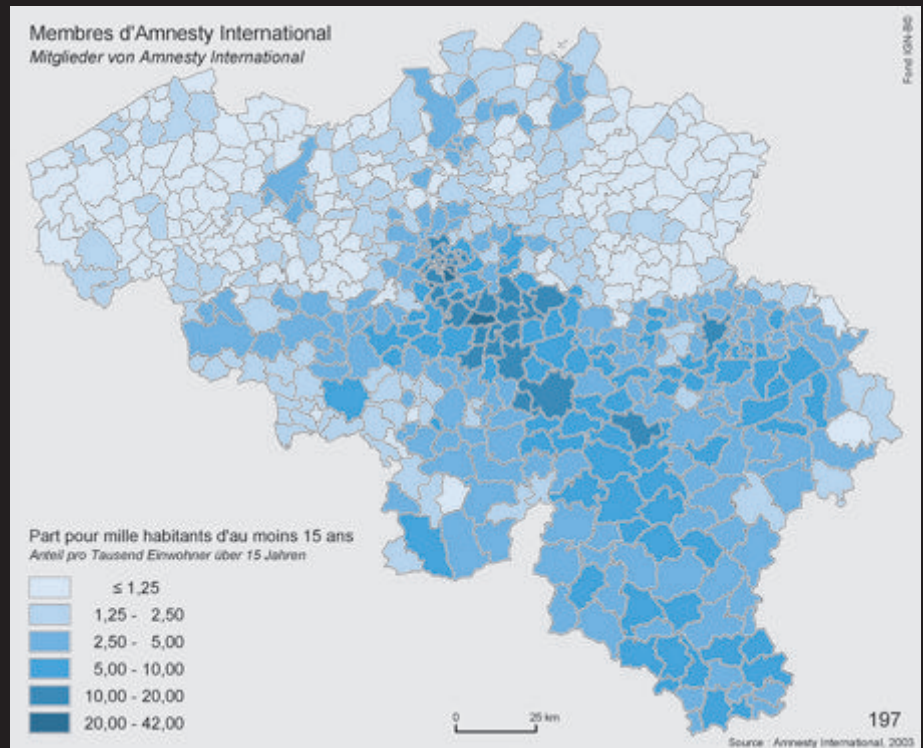 Membres d'Amnesty International
Mitglieder von Amnesty International
Fond IGN-BD
Part pour mille habitants d'au moins 15 ans
Anteil pro Tausend Einwohner über 15 Jahren
≤ 1,25
1,25 - 2,50
2,50 - 5,00
5,00 - 10,00
10,00 - 20,00
20,00 - 42,00
0 25 km
197
Source : Amnesty International, 2003